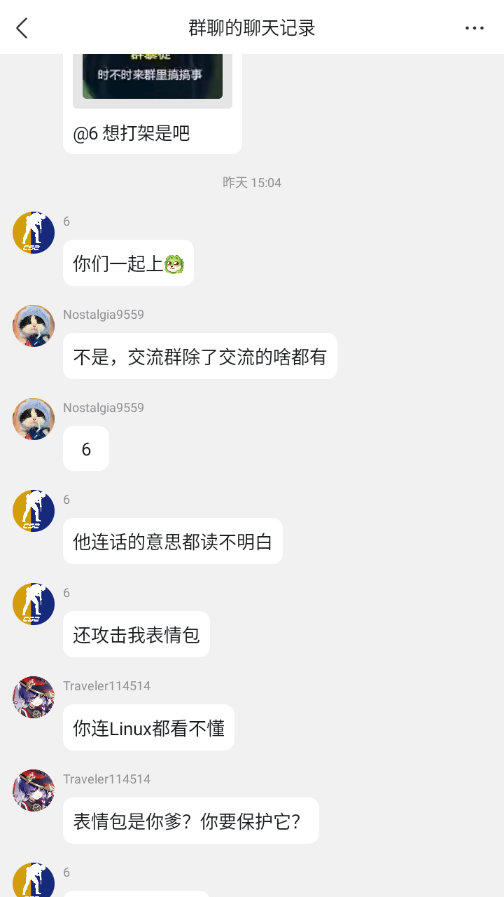 群聊的聊天记录
时不时来群里搞搞事
@6 想打架是吧
昨天 15:04
6
你们一起上
Nostalgia9559
不是，交流群除了交流的啥都有
Nostalgia9559
6
6
他连话的意思都读不明白
6
还攻击我表情包
Traveler114514
你连Linux都看不懂
Traveler114514
表情包是你爹？你要保护它？
6